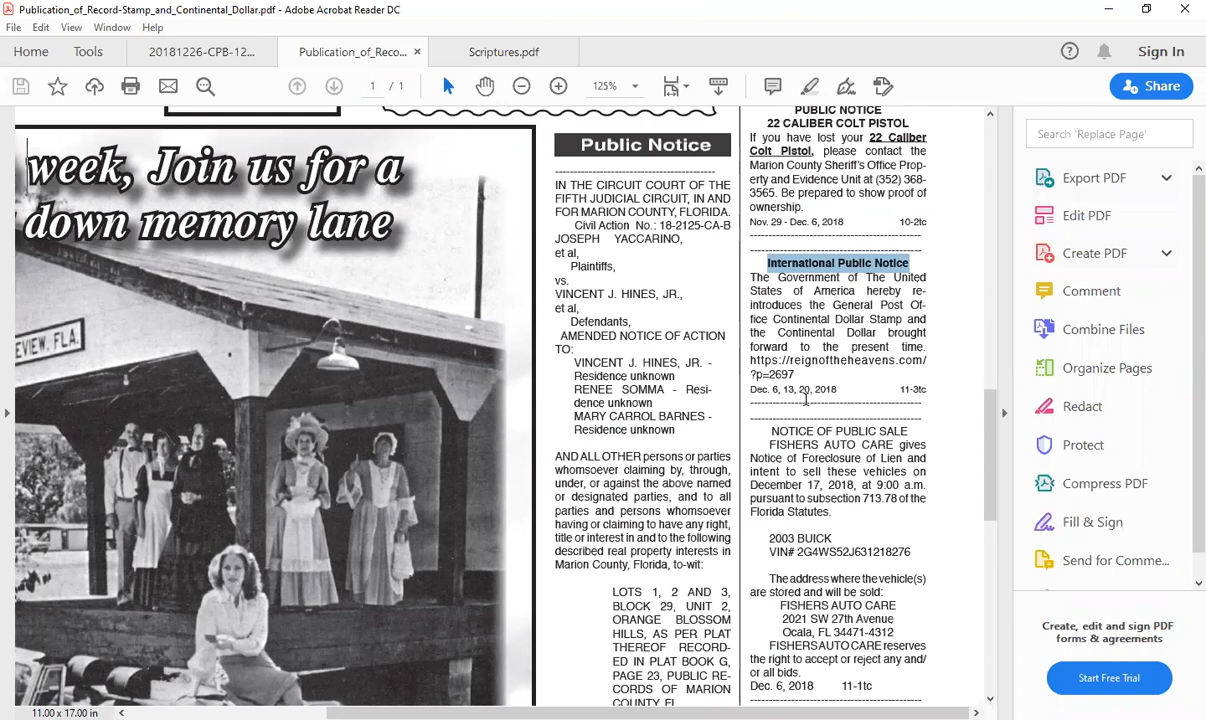 Publication_of_Record-Stamp_and_Continental_Dollar.pdf - Adobe Acrobat Reader DC
File Edit View Window Help
Home Tools 20181226-CPB-12... Publication_of_Reco... × Scriptures.pdf Sign In
1 / 1 125% Share
week, Join us for a
down memory lane
EVIEW. FLA.
Public Notice
IN THE CIRCUIT COURT OF THE
FIFTH JUDICIAL CIRCUIT, IN AND
FOR MARION COUNTY, FLORIDA.
Civil Action No.: 18-2125-CA-B
JOSEPH YACCARINO,
et al,
Plaintiffs,
vs.
VINCENT J. HINES, JR.,
et al,
Defendants,
AMENDED NOTICE OF ACTION
TO:
VINCENT J. HINES, JR. -
Residence unknown
RENEE SOMMA - Resi-
dence unknown
MARY CARROL BARNES -
Residence unknown
AND ALL OTHER persons or parties
whomsoever claiming by, through,
under, or against the above named
or designated parties, and to all
parties and persons whomsoever
having or claiming to have any right,
title or interest in and to the following
described real property interests in
Marion County, Florida, to-wit:
LOTS 1, 2 AND 3,
BLOCK 29, UNIT 2,
ORANGE BLOSSOM
HILLS, AS PER PLAT
THEREOF RECORD-
ED IN PLAT BOOK G,
PAGE 23, PUBLIC RE-
CORDS OF MARION
COUNTY, FL
PUBLIC NOTICE
22 CALIBER COLT PISTOL
If you have lost your 22 Caliber
Colt Pistol, please contact the
Marion County Sheriff's Office Prop-
erty and Evidence Unit at (352) 368-
3565. Be prepared to show proof of
ownership.
Nov. 29 - Dec. 6, 2018 10-2tc
International Public Notice
The Government of The United
States of America hereby re-
introduces the General Post Of-
fice Continental Dollar Stamp and
the Continental Dollar brought
forward to the present time.
https://reignoftheheavens.com/
?p=2697
Dec. 6, 13, 20, 2018 11-3tc
NOTICE OF PUBLIC SALE
FISHERS AUTO CARE gives
Notice of Foreclosure of Lien and
intent to sell these vehicles on
December 17, 2018, at 9:00 a.m.
pursuant to subsection 713.78 of the
Florida Statutes.
2003 BUICK
VIN# 2G4WS52J631218276
The address where the vehicle(s)
are stored and will be sold:
FISHERS AUTO CARE
2021 SW 27th Avenue
Ocala, FL 34471-4312
FISHERS AUTO CARE reserves
the right to accept or reject any and/
or all bids.
Dec. 6, 2018 11-1tc
Search 'Replace Page'
Export PDF
Edit PDF
Create PDF
Comment
Combine Files
Organize Pages
Redact
Protect
Compress PDF
Fill & Sign
Send for Comme...
Create, edit and sign PDF
forms & agreements
Start Free Trial
11.00 x 17.00 in